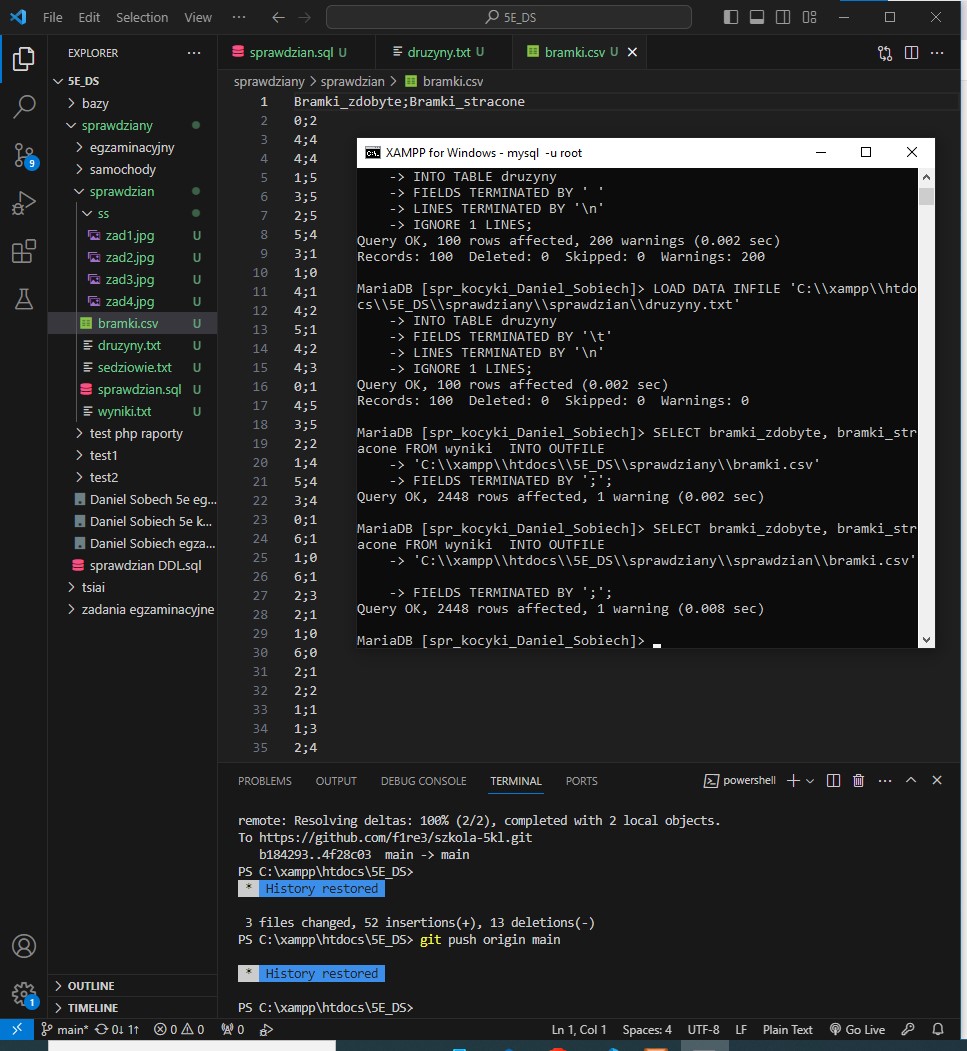 File Edit Selection View ··· 5E_DS
EXPLORER ···
5E_DS
bazy
sprawdziany
egzaminacyjny
samochody
sprawdzian
ss
zad1.jpg U
zad2.jpg U
zad3.jpg U
zad4.jpg U
bramki.csv U
druzyny.txt U
sedziowie.txt U
sprawdzian.sql U
wyniki.txt U
test php raporty
test1
test2
Daniel Sobech 5e eg...
Daniel Sobiech 5e k...
Daniel Sobiech egza...
sprawdzian DDL.sql
tsiai
zadania egzaminacyjne
OUTLINE
TIMELINE
9
1
sprawdzian.sql U druzyny.txt U bramki.csv U
sprawdziany > sprawdzian > bramki.csv
1 Bramki_zdobyte;Bramki_stracone
2 0;2
3 4;4
4 4;4
5 1;5
6 3;5
7 2;5
8 5;4
9 3;1
10 1;0
11 4;1
12 4;2
13 5;1
14 4;2
15 4;3
16 0;1
17 4;5
18 3;5
19 2;2
20 1;4
21 5;4
22 3;4
23 0;1
24 6;1
25 1;0
26 6;1
27 2;3
28 2;1
29 1;0
30 6;0
31 2;1
32 2;2
33 1;1
34 1;3
35 2;4
XAMPP for Windows - mysql -u root
-> INTO TABLE druzyny
-> FIELDS TERMINATED BY ' '
-> LINES TERMINATED BY '\n'
-> IGNORE 1 LINES;
Query OK, 100 rows affected, 200 warnings (0.002 sec)
Records: 100 Deleted: 0 Skipped: 0 Warnings: 200
MariaDB [spr_kocyki_Daniel_Sobiech]> LOAD DATA INFILE 'C:\\xampp\\htdo
cs\\5E_DS\\sprawdziany\\sprawdzian\\druzyny.txt'
-> INTO TABLE druzyny
-> FIELDS TERMINATED BY '\t'
-> LINES TERMINATED BY '\n'
-> IGNORE 1 LINES;
Query OK, 100 rows affected (0.002 sec)
Records: 100 Deleted: 0 Skipped: 0 Warnings: 0
MariaDB [spr_kocyki_Daniel_Sobiech]> SELECT bramki_zdobyte, bramki_str
acone FROM wyniki INTO OUTFILE
-> 'C:\\xampp\\htdocs\\5E_DS\\sprawdziany\\bramki.csv'
-> FIELDS TERMINATED BY ';';
Query OK, 2448 rows affected, 1 warning (0.002 sec)
MariaDB [spr_kocyki_Daniel_Sobiech]> SELECT bramki_zdobyte, bramki_str
acone FROM wyniki INTO OUTFILE
-> 'C:\\xampp\\htdocs\\5E_DS\\sprawdziany\\sprawdzian\\bramki.csv'
-> FIELDS TERMINATED BY ';';
Query OK, 2448 rows affected, 1 warning (0.008 sec)
MariaDB [spr_kocyki_Daniel_Sobiech]>
PROBLEMS OUTPUT DEBUG CONSOLE TERMINAL PORTS powershell
remote: Resolving deltas: 100% (2/2), completed with 2 local objects.
To https://github.com/f1re3/szkola-5kl.git
b184293..4f28c03 main -> main
PS C:\xampp\htdocs\5E_DS>
* History restored
3 files changed, 52 insertions(+), 13 deletions(-)
PS C:\xampp\htdocs\5E_DS> git push origin main
* History restored
PS C:\xampp\htdocs\5E_DS>
main* 0↓ 1↑ 0 0 0 Ln 1, Col 1 Spaces: 4 UTF-8 LF Plain Text Go Live